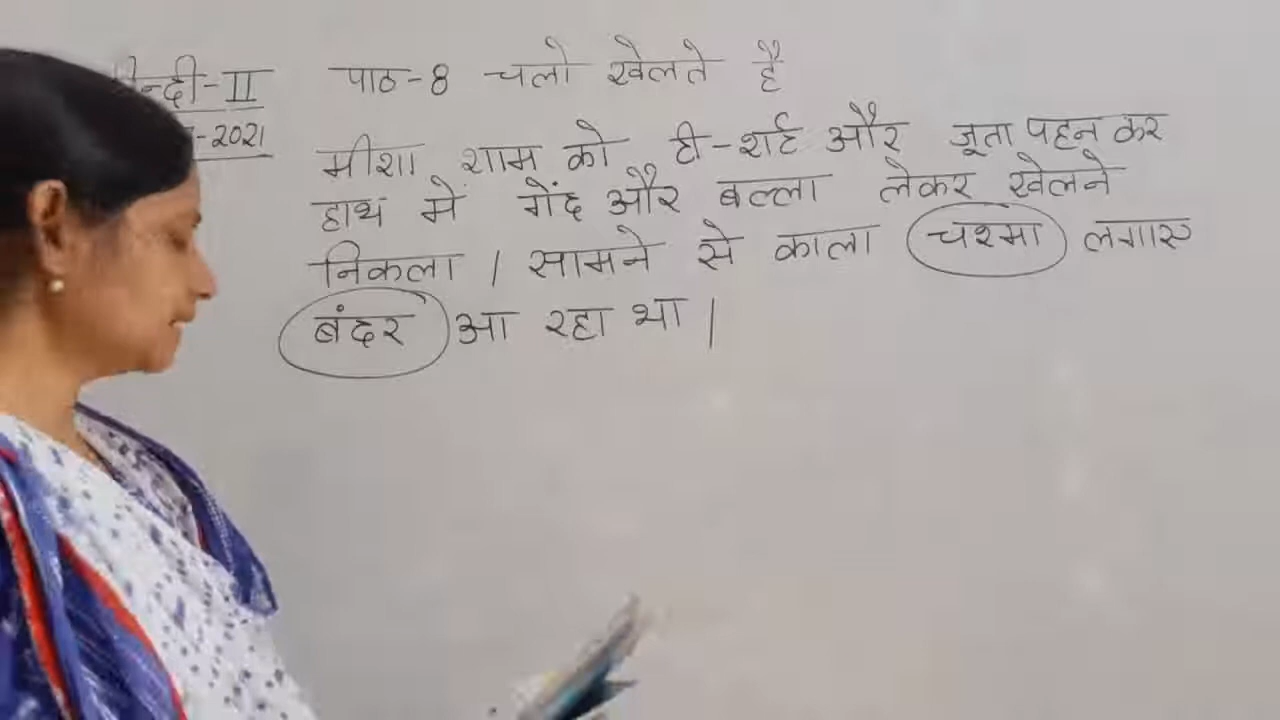 हिन्दी-II पाठ-8 चलो खेलते हैं
-2021
मीशा शाम को टी-शर्ट और जूता पहन कर
हाथ में गेंद और बल्ला लेकर खेलने
निकला । सामने से काला चश्मा लगाए
बंदर आ रहा था ।